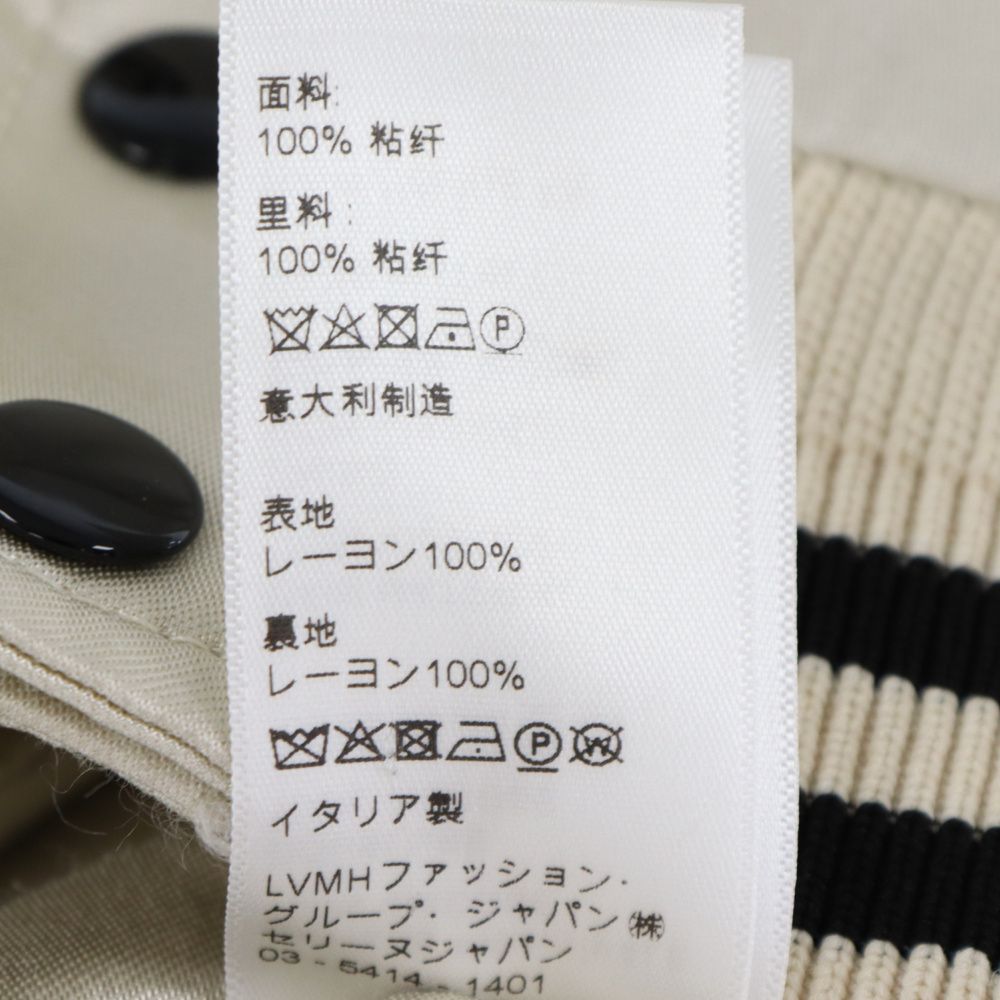 面料:
100% 粘纤
里料:
100% 粘纤
P
意大利制造
表地
レーヨン100%
裏地
レーヨン100%
P W
イタリア製
LVMHファッション・
グループ・ジャパン㈱
セリーヌジャパン
03-5414-1401